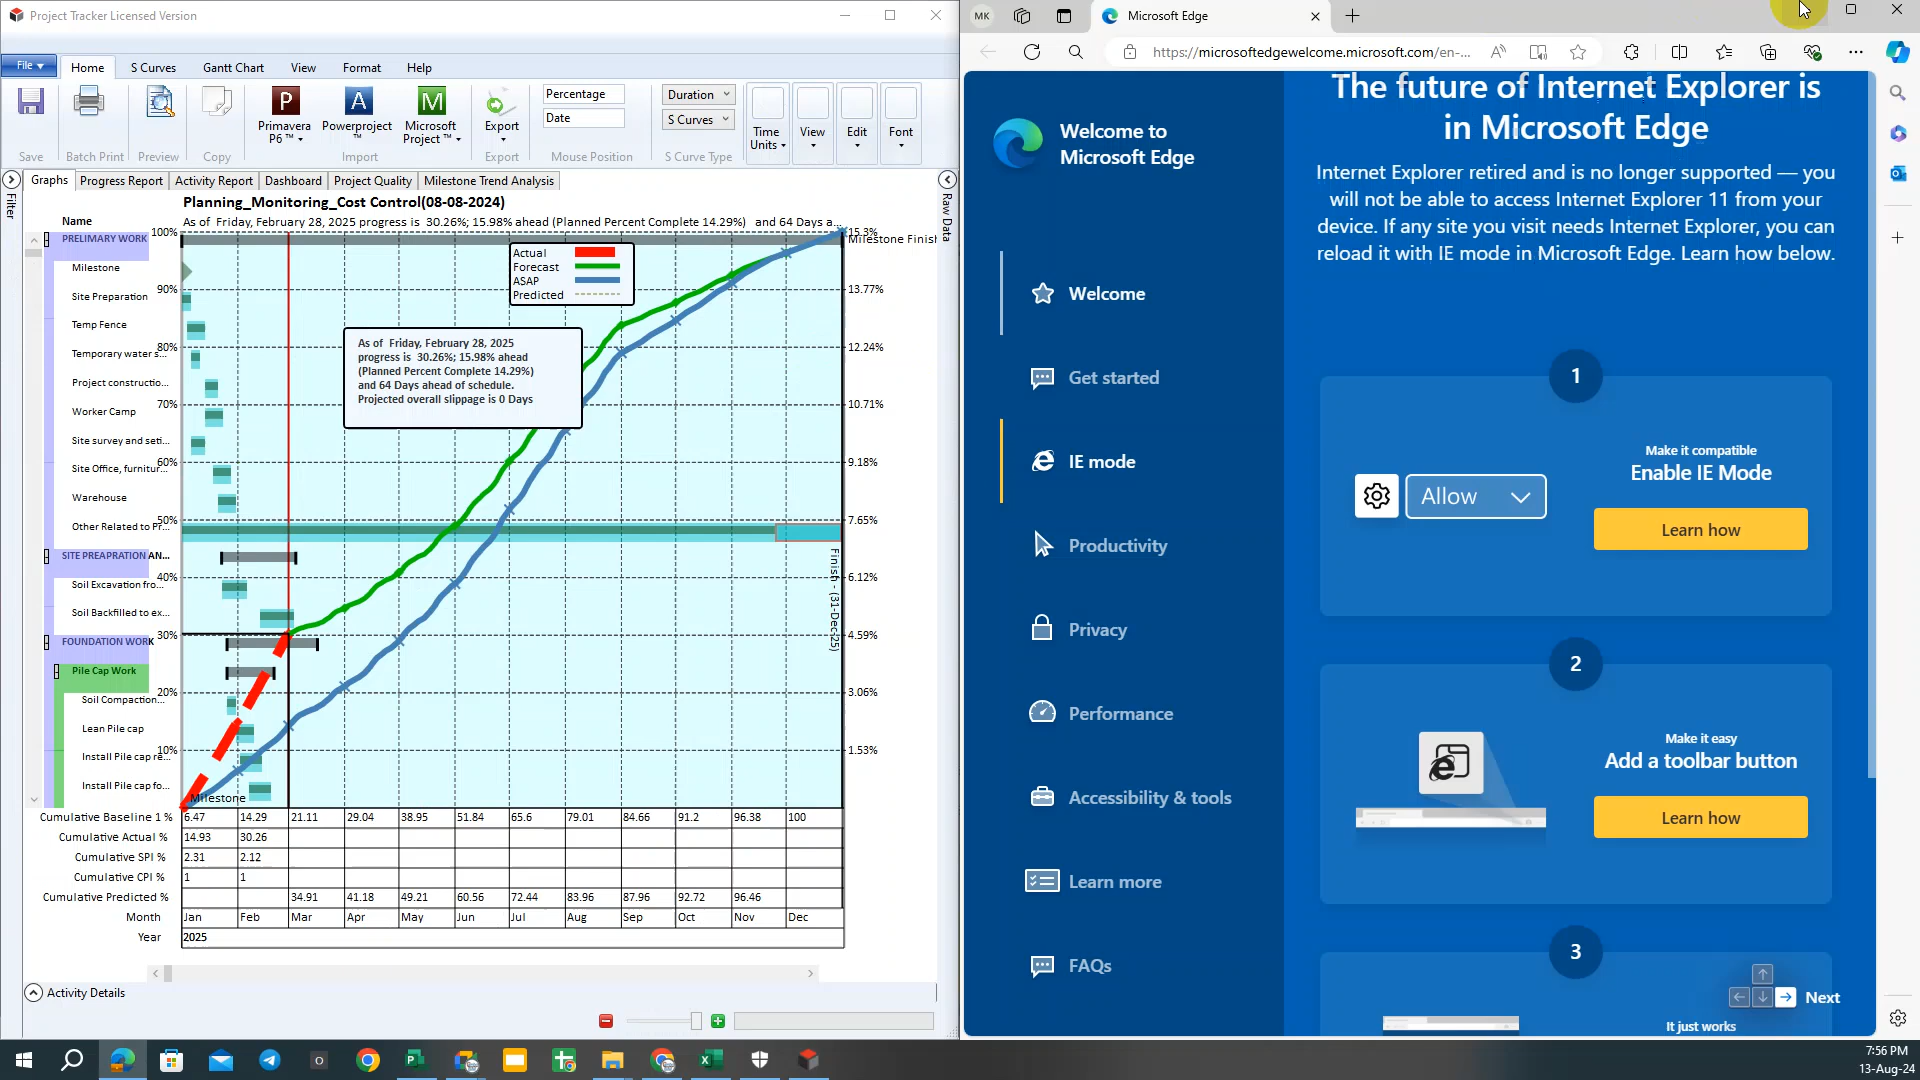 Project Tracker Licensed Version
File
Home
S Curves
Gantt Chart
View
Format
Help
Save
Batch Print
Preview
Copy
Primavera P6 ™
Powerproject ™
Microsoft Project ™
Import
Export
Export
Percentage
Date
Mouse Position
Duration
S Curves
S Curve Type
Time Units
View
Edit
Font
Filter
Graphs
Progress Report
Activity Report
Dashboard
Project Quality
Milestone Trend Analysis
Raw Data
Planning_Monitoring_Cost Control(08-08-2024)
As of Friday, February 28, 2025 progress is 30.26%; 15.98% ahead (Planned Percent Complete 14.29%) and 64 Days a...
Name
PRELIMARY WORK
Milestone
Site Preparation
Temp Fence
Temporary water s...
Project constructio...
Worker Camp
Site survey and seti...
Site Office, furnitur...
Warehouse
Other Related to Pr...
SITE PREAPRATION AN...
Soil Excavation fro...
Soil Backfilled to ex...
FOUNDATION WORK
Pile Cap Work
Soil Compaction...
Lean Pile cap
Install Pile cap re...
Install Pile cap fo...
100%
90%
80%
70%
60%
50%
40%
30%
20%
10%
15.3%
13.77%
12.24%
10.71%
9.18%
7.65%
6.12%
4.59%
3.06%
1.53%
Milestone Finish
Actual
Forecast
ASAP
Predicted
As of Friday, February 28, 2025
progress is 30.26%; 15.98% ahead
(Planned Percent Complete 14.29%)
and 64 Days ahead of schedule.
Projected overall slippage is 0 Days
Finish - (31-Dec-25)
Milestone
Cumulative Baseline 1 % 6.47 14.29 21.11 29.04 38.95 51.84 65.6 79.01 84.66 91.2 96.38 100
Cumulative Actual % 14.93 30.26
Cumulative SPI % 2.31 2.12
Cumulative CPI % 1 1
Cumulative Predicted % 34.91 41.18 49.21 60.56 72.44 83.96 87.96 92.72 96.46
Month Jan Feb Mar Apr May Jun Jul Aug Sep Oct Nov Dec
Year 2025
Activity Details
MK
Microsoft Edge
https://microsoftedgewelcome.microsoft.com/en-...
Welcome to
Microsoft Edge
Welcome
Get started
IE mode
Productivity
Privacy
Performance
Accessibility & tools
Learn more
FAQs
The future of Internet Explorer is
in Microsoft Edge
Internet Explorer retired and is no longer supported — you
will not be able to access Internet Explorer 11 from your
device. If any site you visit needs Internet Explorer, you can
reload it with IE mode in Microsoft Edge. Learn how below.
1
Allow
Make it compatible
Enable IE Mode
Learn how
2
Make it easy
Add a toolbar button
Learn how
3
It just works
Next
7:56 PM
13-Aug-24